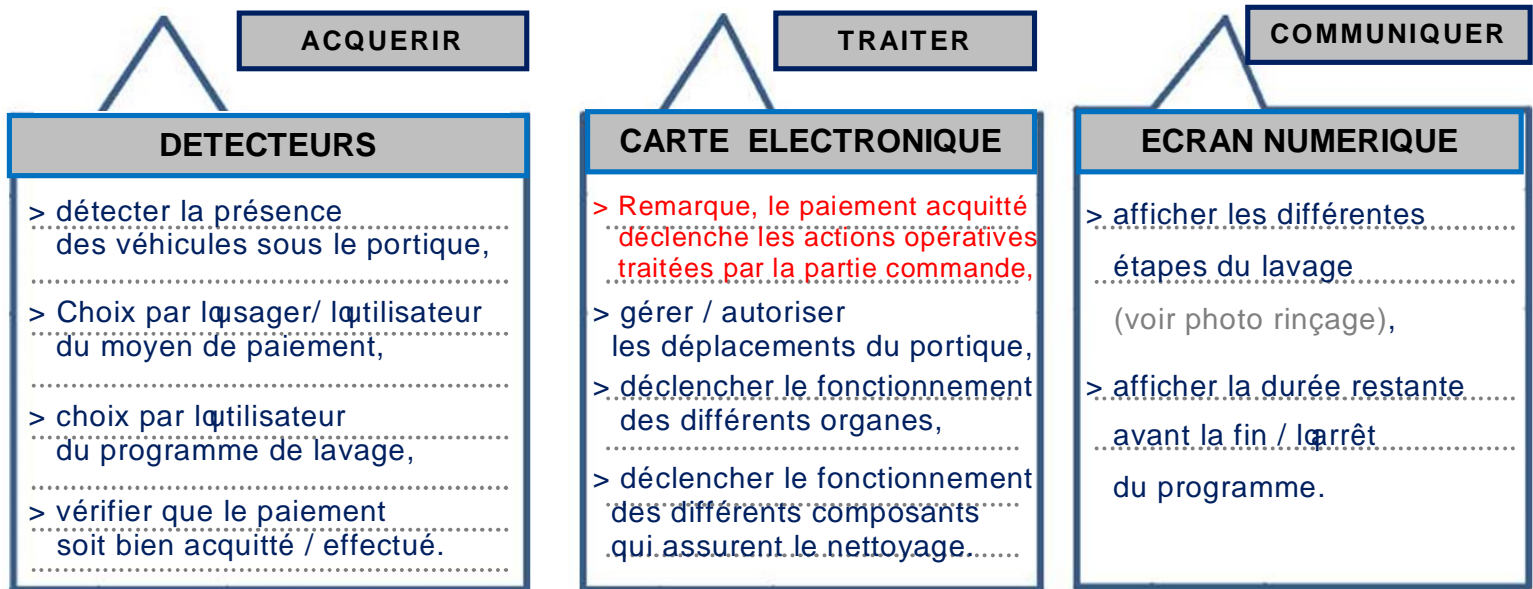 ACQUERIR
DETECTEURS
> détecter la présence
des véhicules sous le portique,
> Choix par lqusager/ lqutilisateur
du moyen de paiement,
> choix par lqutilisateur
du programme de lavage,
> vérifier que le paiement
soit bien acquitté / effectué.
TRAITER
CARTE ELECTRONIQUE
> Remarque, le paiement acquitté
déclenche les actions opératives
traitées par la partie commande,
> gérer / autoriser
les déplacements du portique,
> déclencher le fonctionnement
des différents organes,
> déclencher le fonctionnement
des différents composants
qui assurent le nettoyage.
COMMUNIQUER
ECRAN NUMERIQUE
> afficher les différentes
étapes du lavage
(voir photo rinçage),
> afficher la durée restante
avant la fin / lqarrêt
du programme.